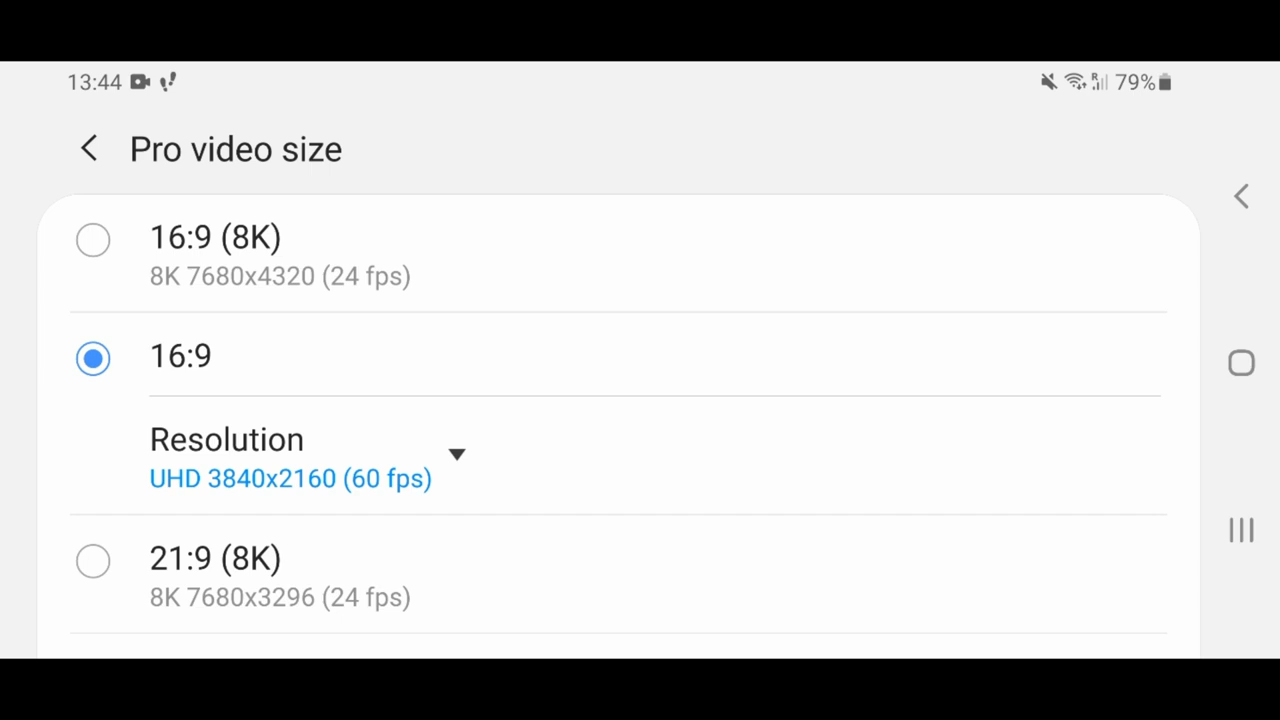 13:44 79%
Pro video size
16:9 (8K)
8K 7680x4320 (24 fps)
16:9
Resolution
UHD 3840x2160 (60 fps)
21:9 (8K)
8K 7680x3296 (24 fps)